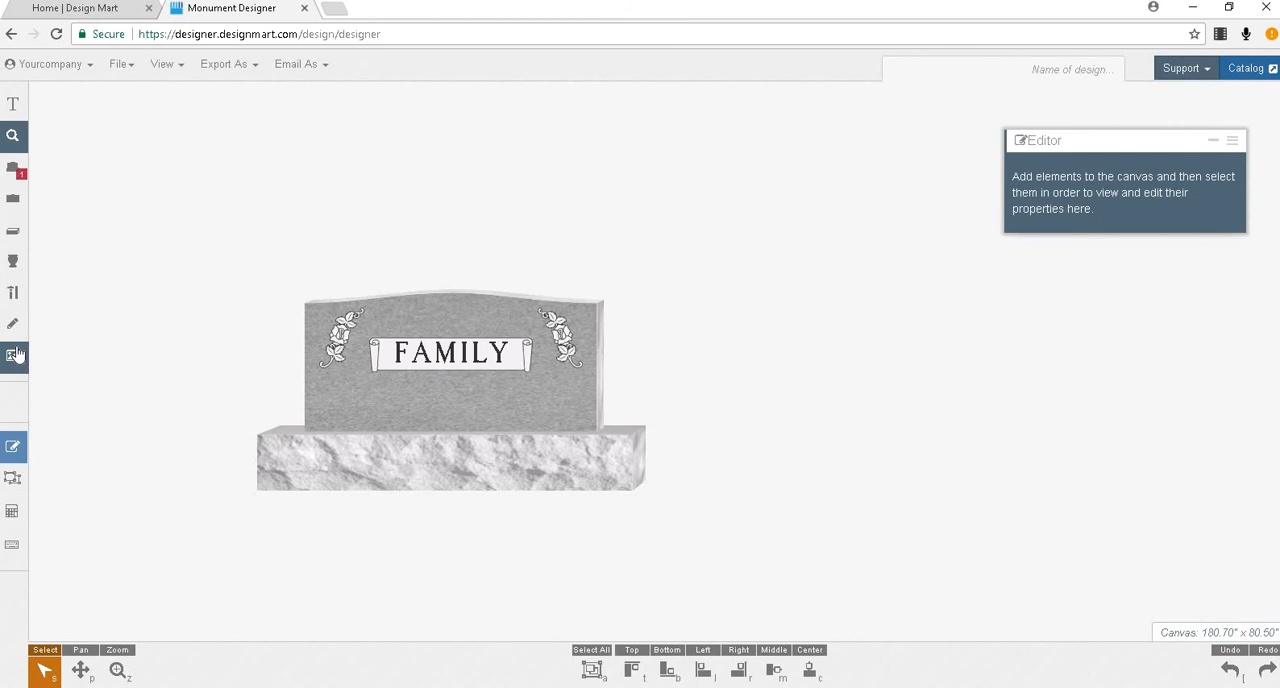 Home | Design Mart
Monument Designer
Secure
https://designer.designmart.com/design/designer
Yourcompany File View Export As Email As
Name of design...
Support Catalog
T
1
Editor
Add elements to the canvas and then select
them in order to view and edit their
properties here.
FAMILY
Canvas: 180.70" x 80.50"
Select Pan Zoom Select All Top Bottom Left Right Middle Center Undo Redo
s p z a t b l r m c [